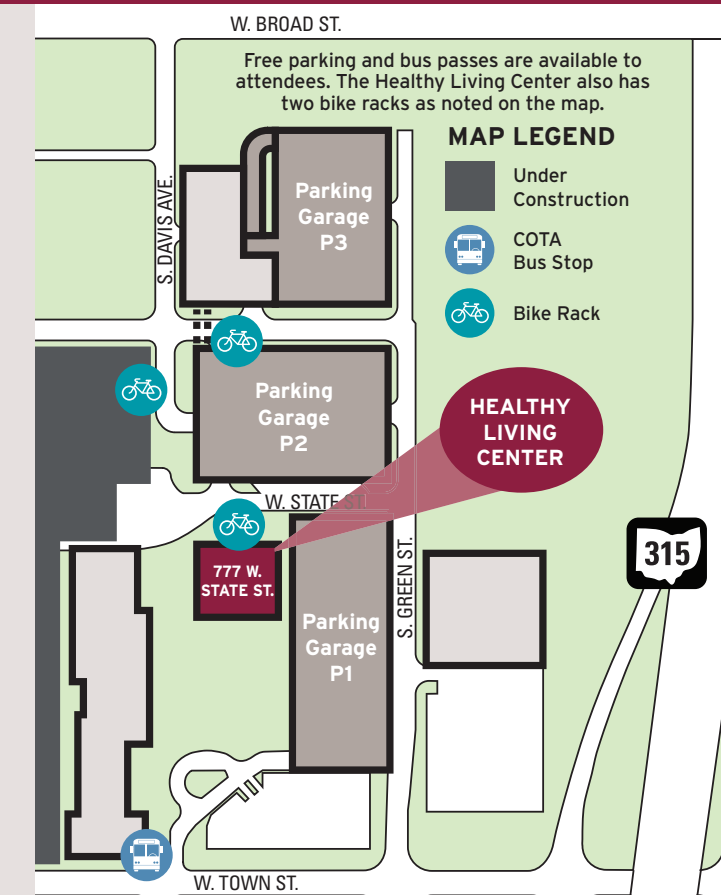 W. BROAD ST.
Free parking and bus passes are available to
attendees. The Healthy Living Center also has
two bike racks as noted on the map.
MAP LEGEND
Under
Construction
COTA
Bus Stop
Bike Rack
S. DAVIS AVE.
Parking
Garage
P3
Parking
Garage
P2
HEALTHY
LIVING
CENTER
W. STATE ST.
777 W.
STATE ST.
Parking
Garage
P1
S. GREEN ST.
315
W. TOWN ST.